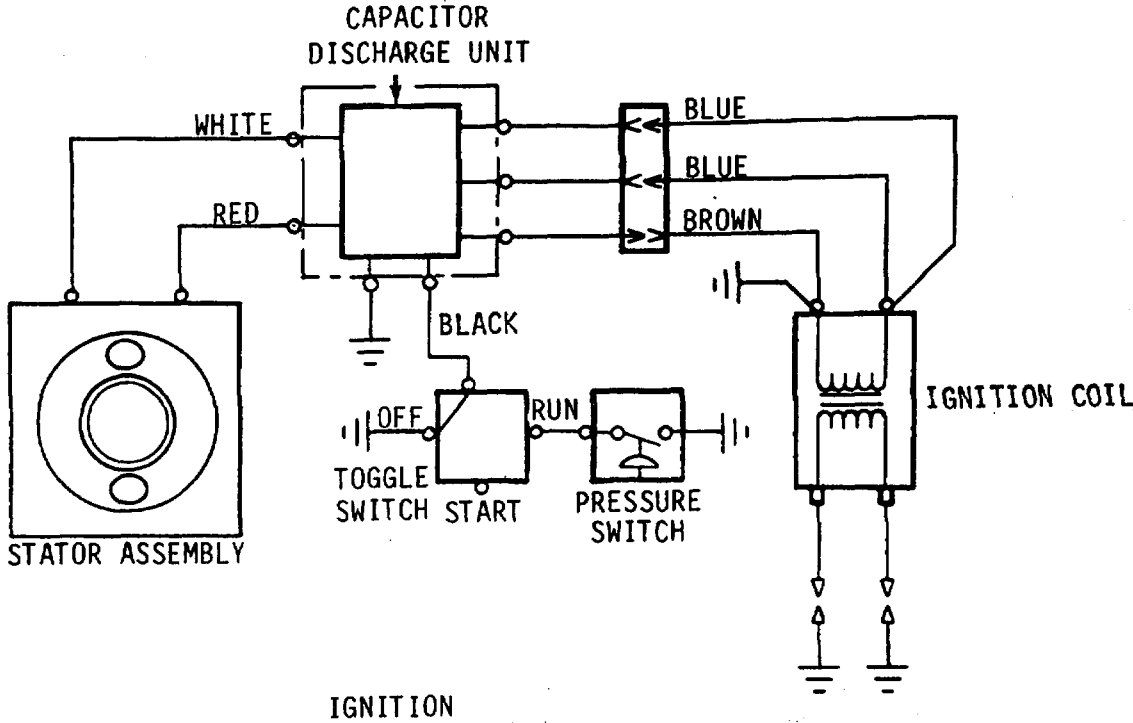 CAPACITOR
DISCHARGE UNIT
WHITE
BLUE
BLUE
RED
BROWN
BLACK
OFF
RUN
IGNITION COIL
TOGGLE
SWITCH
START
PRESSURE
SWITCH
STATOR ASSEMBLY
IGNITION